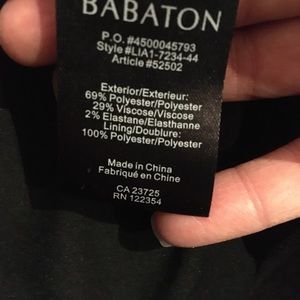 BABATON
P.O. #4500045793
Style #LIA1-7234-44
Article #52502
Exterior/Exterieur:
69% Polyester/Polyester
29% Viscose/Viscose
2% Elastane/Elasthanne
Lining/Doublure:
100% Polyester/Polyester
Made in China
Fabriqué en Chine
CA 23725
RN 122354